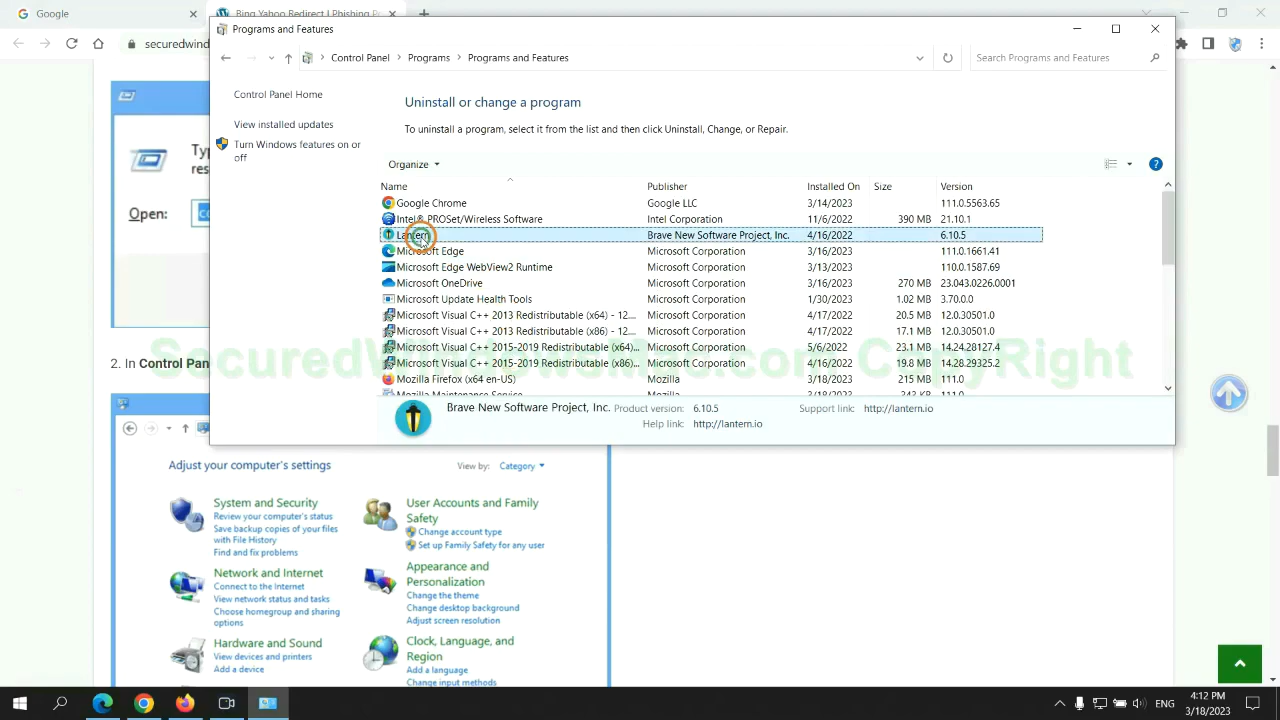 Google
Bing Yahoo Redirect | Phishing P
Programs and Features
securedwind
Control Panel > Programs > Programs and Features
Search Programs and Features
Control Panel Home
Uninstall or change a program
View installed updates
To uninstall a program, select it from the list and then click Uninstall, Change, or Repair.
Turn Windows features on or
off
Organize
Name Publisher Installed On Size Version
Google Chrome Google LLC 3/14/2023 111.0.5563.65
Intel® PROSet/Wireless Software Intel Corporation 11/6/2022 390 MB 21.10.1
Lantern Brave New Software Project, Inc. 4/16/2022 6.10.5
Microsoft Edge Microsoft Corporation 3/16/2023 111.0.1661.41
Microsoft Edge WebView2 Runtime Microsoft Corporation 3/13/2023 110.0.1587.69
Microsoft OneDrive Microsoft Corporation 3/16/2023 270 MB 23.043.0226.0001
Microsoft Update Health Tools Microsoft Corporation 1/30/2023 1.02 MB 3.70.0.0
Microsoft Visual C++ 2013 Redistributable (x64) - 12.... Microsoft Corporation 4/17/2022 20.5 MB 12.0.30501.0
Microsoft Visual C++ 2013 Redistributable (x86) - 12.... Microsoft Corporation 4/17/2022 17.1 MB 12.0.30501.0
Microsoft Visual C++ 2015-2019 Redistributable (x64)... Microsoft Corporation 5/6/2022 23.1 MB 14.24.28127.4
Microsoft Visual C++ 2015-2019 Redistributable (x86)... Microsoft Corporation 4/16/2022 19.8 MB 14.28.29325.2
Mozilla Firefox (x64 en-US) Mozilla 3/18/2023 215 MB 111.0
Mozilla Maintenance Service Mozilla 3/18/2023 343 KB 111.0
Brave New Software Project, Inc. Product version: 6.10.5 Support link: http://lantern.io
Help link: http://lantern.io
Ty
res
Open: co
2. In Control Pan
Adjust your computer's settings View by: Category
System and Security
Review your computer's status
Save backup copies of your files
with File History
Find and fix problems
User Accounts and Family
Safety
Change account type
Set up Family Safety for any user
Network and Internet
Connect to the Internet
View network status and tasks
Choose homegroup and sharing
options
Appearance and
Personalization
Change the theme
Change desktop background
Adjust screen resolution
Hardware and Sound
View devices and printers
Add a device
Clock, Language, and
Region
Add a language
Change input methods
ENG
4:12 PM
3/18/2023